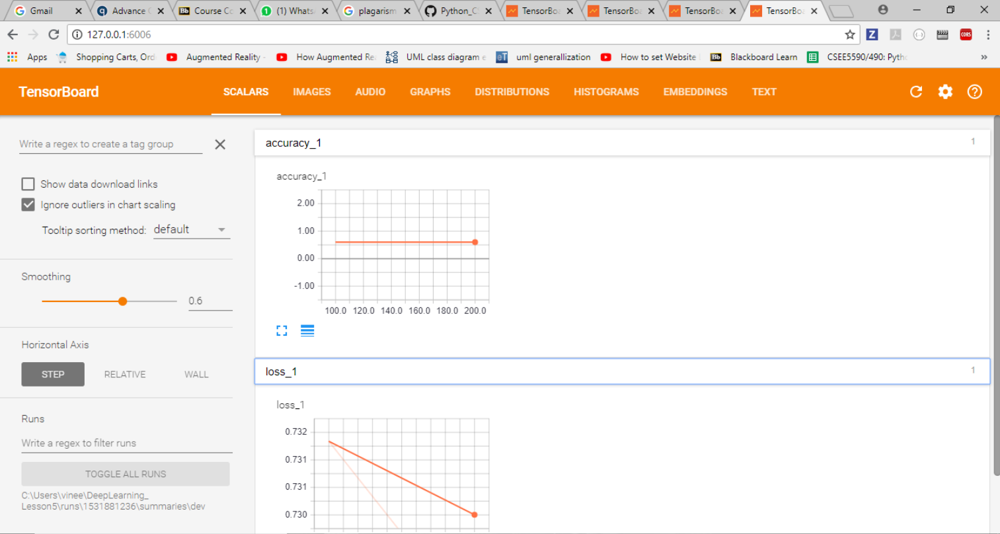 Gmail
Advance
Course Co
(1) Whats
plagarism
Python_C
TensorBo
TensorBo
TensorBo
TensorBo
127.0.0.1:6006
Apps
Shopping Carts, Ord
Augmented Reality -
How Augmented Re
UML class diagram e
uml generallization
How to set Website
Blackboard Learn
CSEE5590/490: Pyth
»
TensorBoard
SCALARS
IMAGES
AUDIO
GRAPHS
DISTRIBUTIONS
HISTOGRAMS
EMBEDDINGS
TEXT
Write a regex to create a tag group
Show data download links
Ignore outliers in chart scaling
Tooltip sorting method: default
Smoothing
0.6
Horizontal Axis
STEP
RELATIVE
WALL
Runs
Write a regex to filter runs
TOGGLE ALL RUNS
C:\Users\vinee\DeepLearning_
Lesson5\runs\1531881236\summaries\dev
accuracy_1
1
accuracy_1
2.00
1.00
0.00
-1.00
100.0 120.0 140.0 160.0 180.0 200.0
loss_1
1
loss_1
0.732
0.731
0.731
0.730